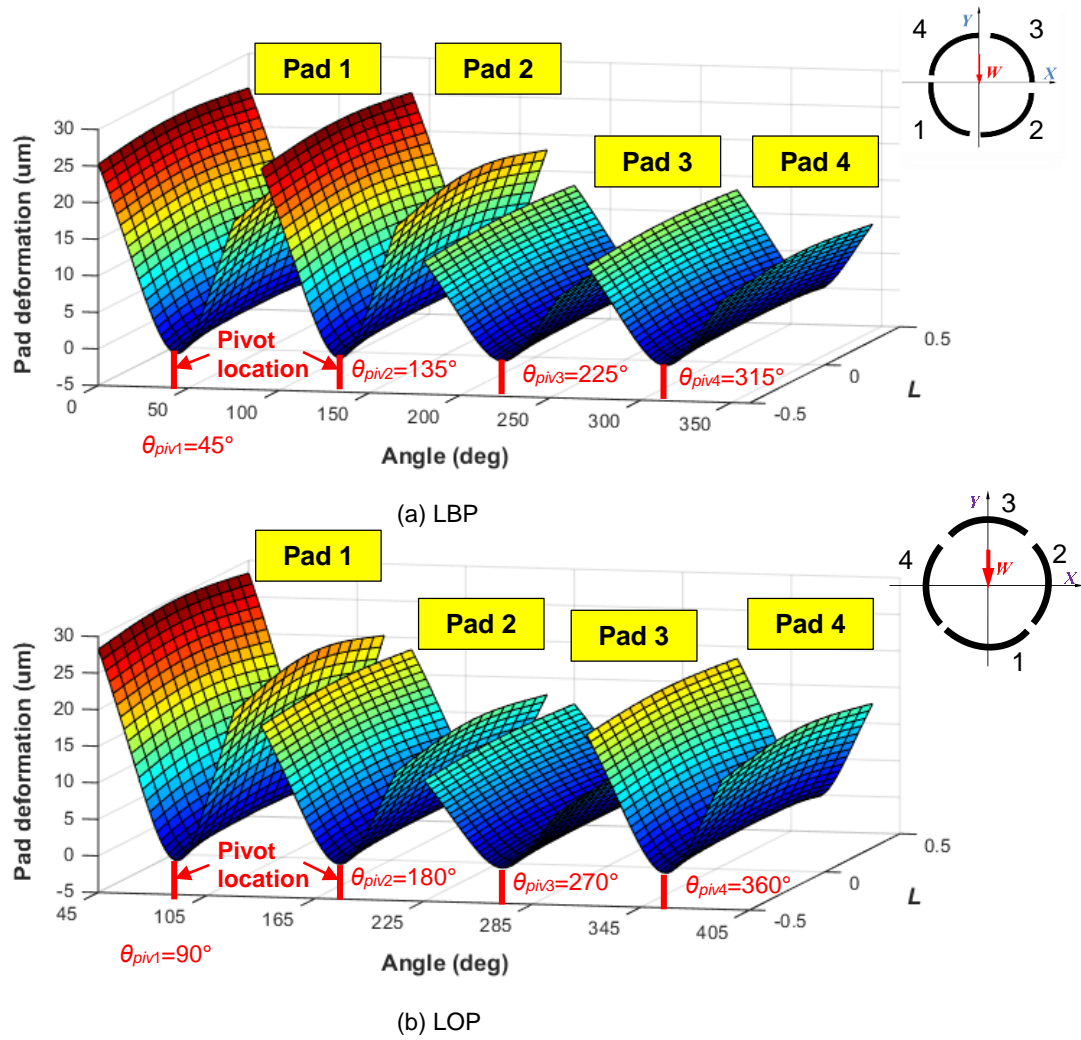 Pad 1
Pad 2
Pad 3
Pad 4
4
Y
3
W
X
1
2
Pad deformation (um)
30
25
20
15
10
5
0
-5
Pivot
location
θpiv1=45°
θpiv2=135°
θpiv3=225°
θpiv4=315°
0
50
100
150
200
250
300
350
Angle (deg)
0.5
0
-0.5
L
(a) LBP
Pad 1
Pad 2
Pad 3
Pad 4
Y
3
4
2
W
X
1
Pad deformation (um)
30
25
20
15
10
5
0
-5
Pivot
location
θpiv1=90°
θpiv2=180°
θpiv3=270°
θpiv4=360°
45
105
165
225
285
345
405
Angle (deg)
0.5
0
-0.5
L
(b) LOP